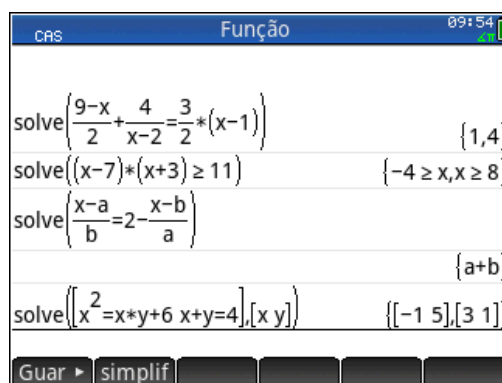 CAS Função 09:54
solve((9-x)/2+4/(x-2)=3/2*(x-1))
{1,4}
solve((x-7)*(x+3)≥11) {-4≥x,x≥8}
solve((x-a)/b=2-(x-b)/a)
{a+b}
solve([x^2=x*y+6 x+y=4],[x y]) {[-1 5],[3 1]}
Guar ▸ simplif